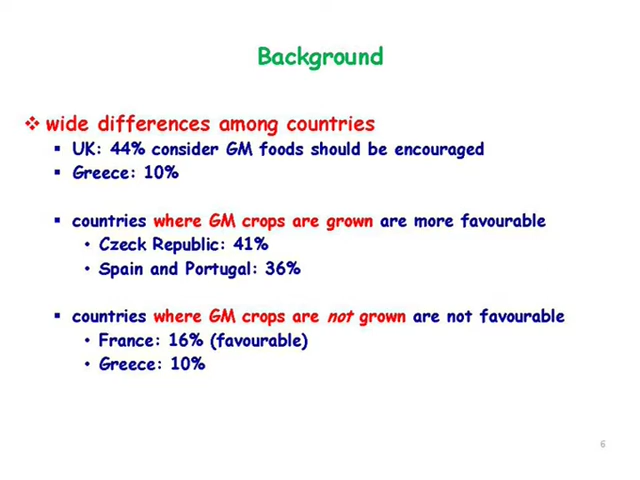 Background
❖ wide differences among countries
▪ UK: 44% consider GM foods should be encouraged
▪ Greece: 10%
▪ countries where GM crops are grown are more favourable
• Czeck Republic: 41%
• Spain and Portugal: 36%
▪ countries where GM crops are not grown are not favourable
• France: 16% (favourable)
• Greece: 10%
6